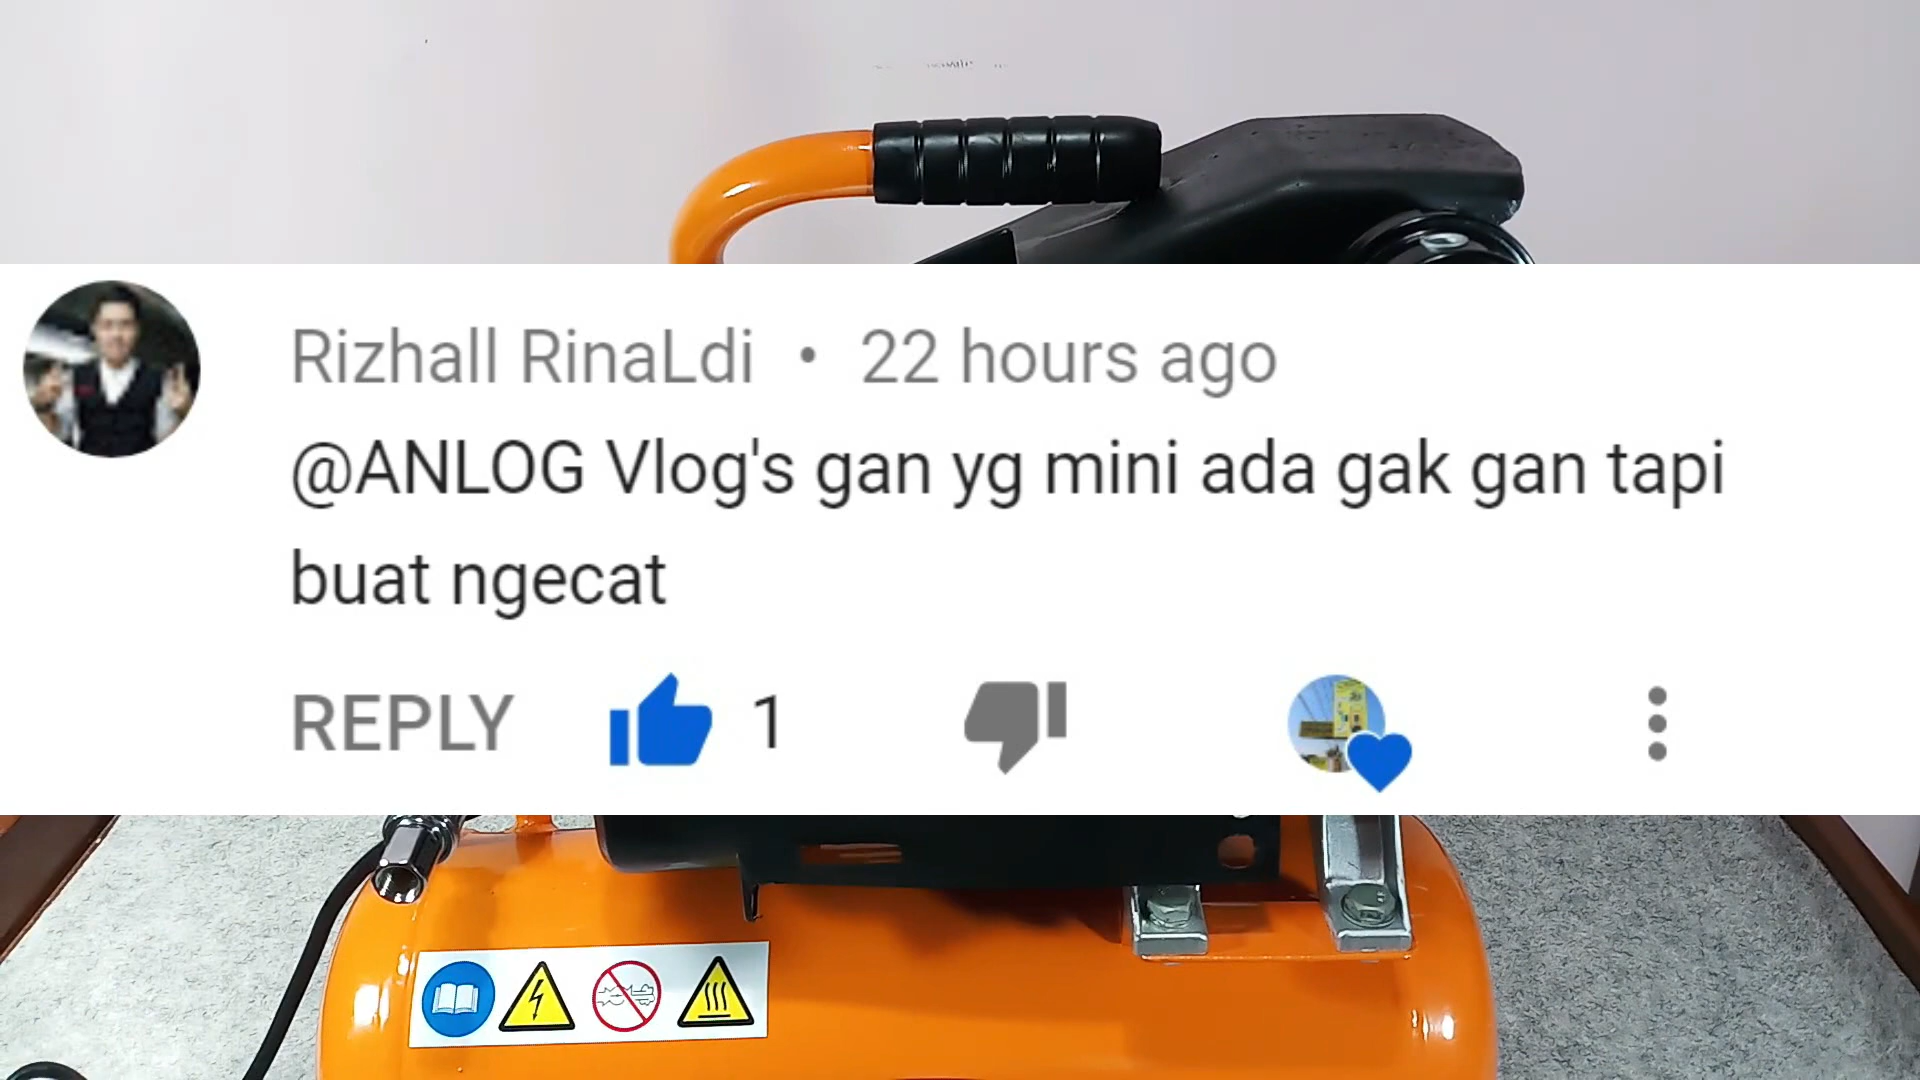 Rizhall RinaLdi • 22 hours ago
@ANLOG Vlog's gan yg mini ada gak gan tapi
buat ngecat
REPLY 1